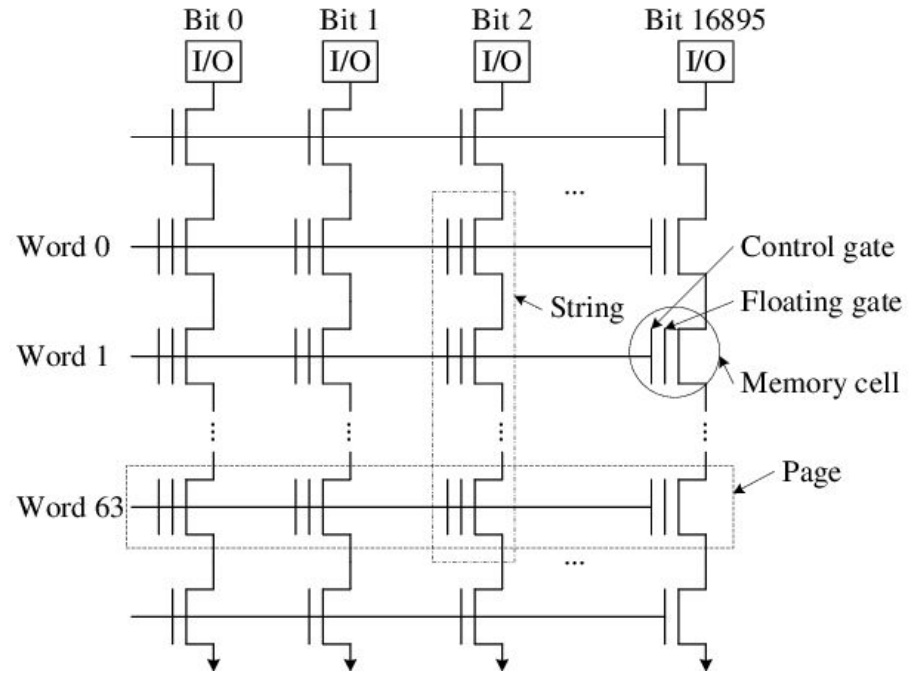 Bit 0 Bit 1 Bit 2 Bit 16895
I/O I/O I/O I/O
...
Word 0
Control gate
Floating gate
String
Word 1
Memory cell
... ... ... ...
Page
Word 63
...